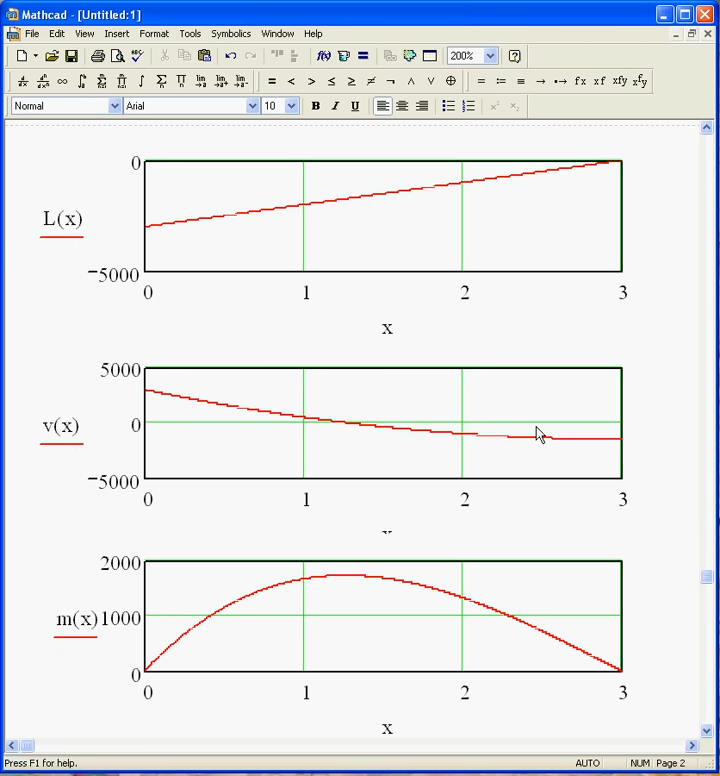 Mathcad - [Untitled:1]
File Edit View Insert Format Tools Symbolics Window Help
200%
Normal Arial 10 B I U
0
L(x)
−5000
0 1 2 3
x
5000
v(x) 0
−5000
0 1 2 3
2000
m(x) 1000
0
0 1 2 3
x
Press F1 for help. AUTO NUM Page 2